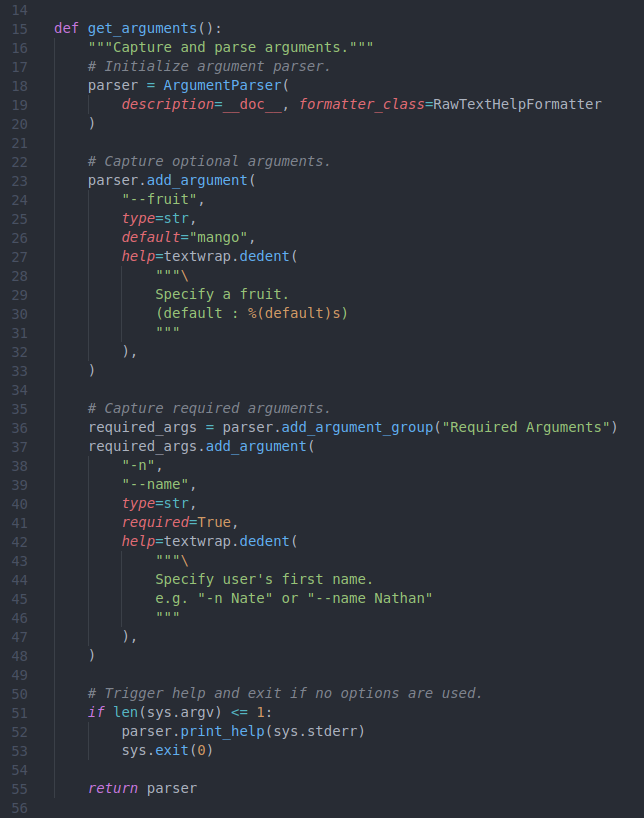 14
15 def get_arguments():
16     """Capture and parse arguments."""
17     # Initialize argument parser.
18     parser = ArgumentParser(
19         description=__doc__, formatter_class=RawTextHelpFormatter
20     )
21
22     # Capture optional arguments.
23     parser.add_argument(
24         "--fruit",
25         type=str,
26         default="mango",
27         help=textwrap.dedent(
28             """\
29             Specify a fruit.
30             (default : %(default)s)
31             """
32         ),
33     )
34
35     # Capture required arguments.
36     required_args = parser.add_argument_group("Required Arguments")
37     required_args.add_argument(
38         "-n",
39         "--name",
40         type=str,
41         required=True,
42         help=textwrap.dedent(
43             """\
44             Specify user's first name.
45             e.g. "-n Nate" or "--name Nathan"
46             """
47         ),
48     )
49
50     # Trigger help and exit if no options are used.
51     if len(sys.argv) <= 1:
52         parser.print_help(sys.stderr)
53         sys.exit(0)
54
55     return parser
56